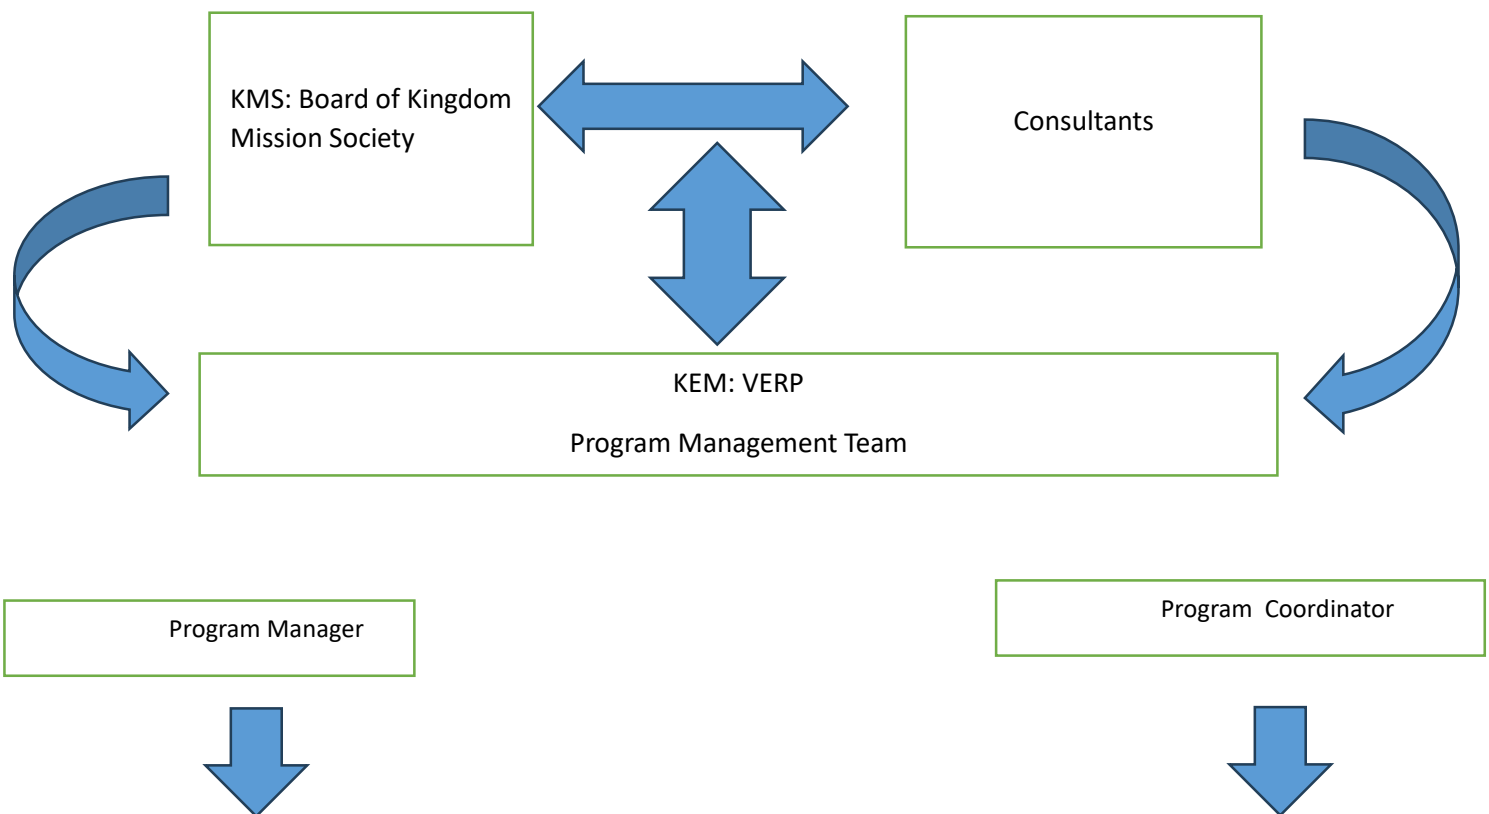 KMS: Board of Kingdom
Mission Society
Consultants
KEM: VERP
Program Management Team
Program Manager
Program  Coordinator